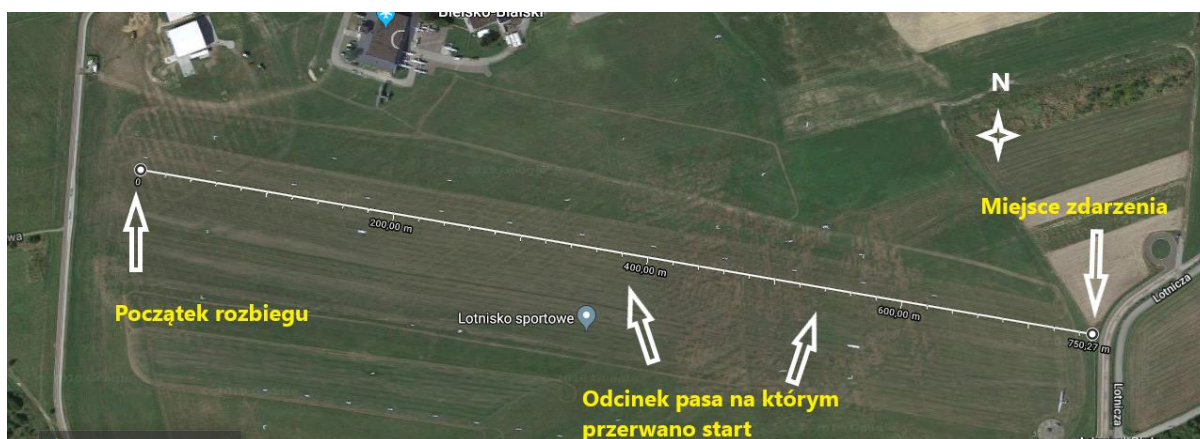 Bielsko-Bialski
N
Miejsce zdarzenia
0
200,00 m
wa
400,00 m
Początek rozbiegu
Lotnisko sportowe
600,00 m
750,27 m
Lotnicza
Lotnicza
Odcinek pasa na którym
przerwano start